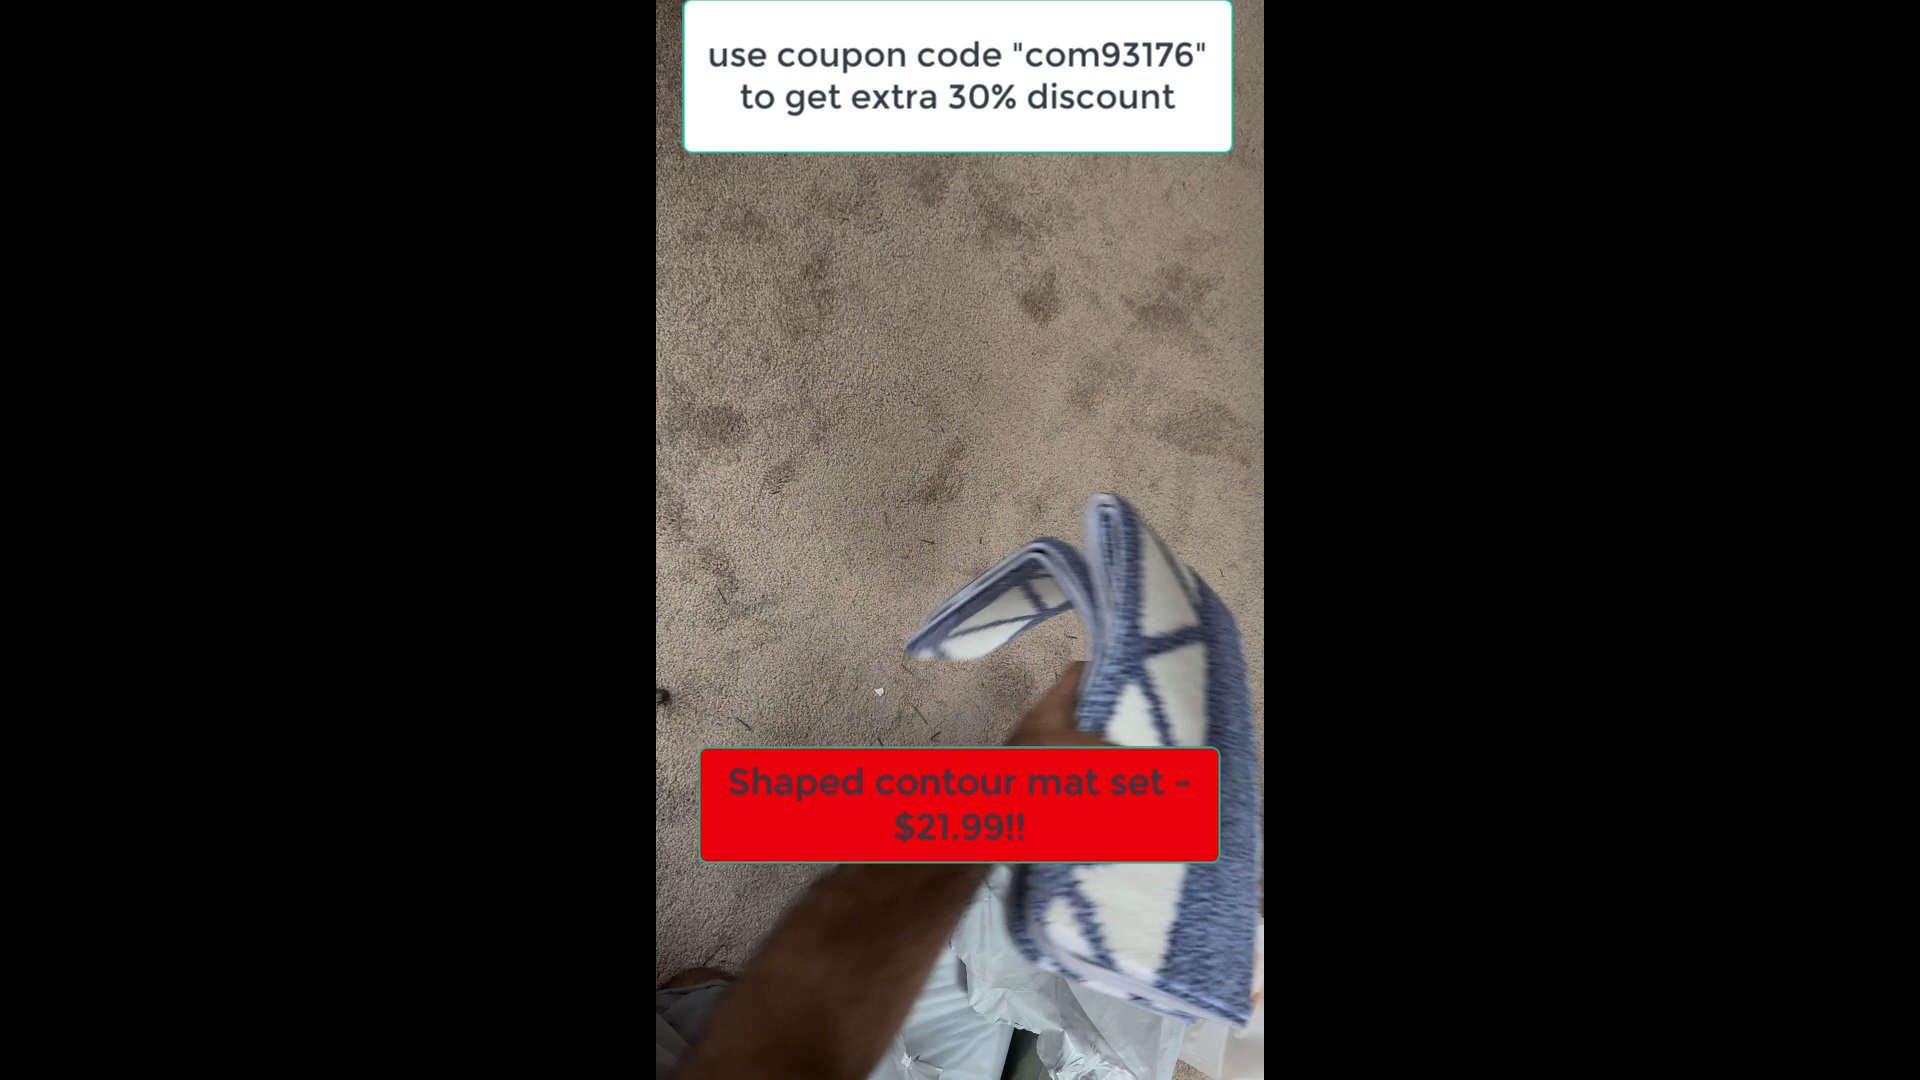 use coupon code "com93176"
to get extra 30% discount
Shaped contour mat set -
$21.99!!